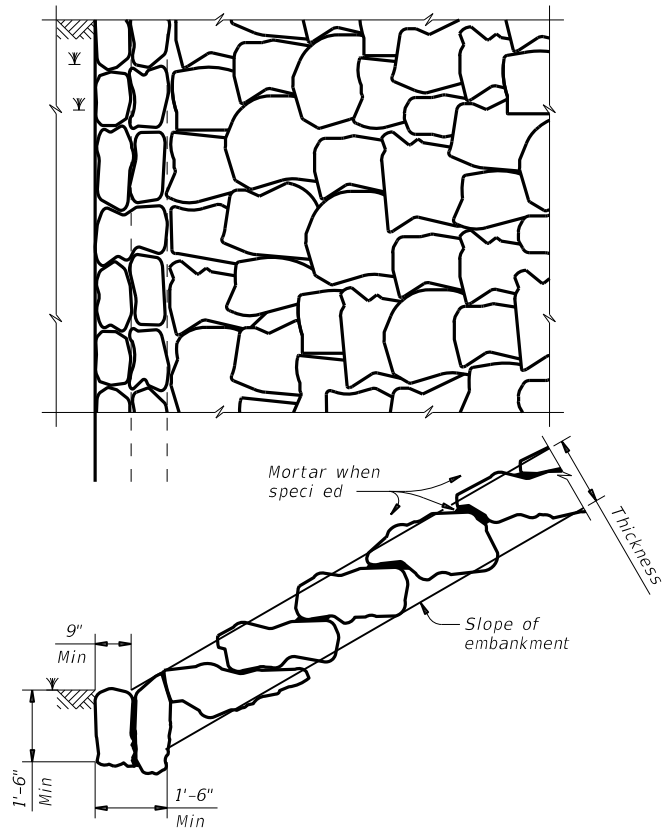 Mortar when
speci ed
Thickness
Slope of
embankment
9"
Min
1'-6"
Min
1'-6"
Min